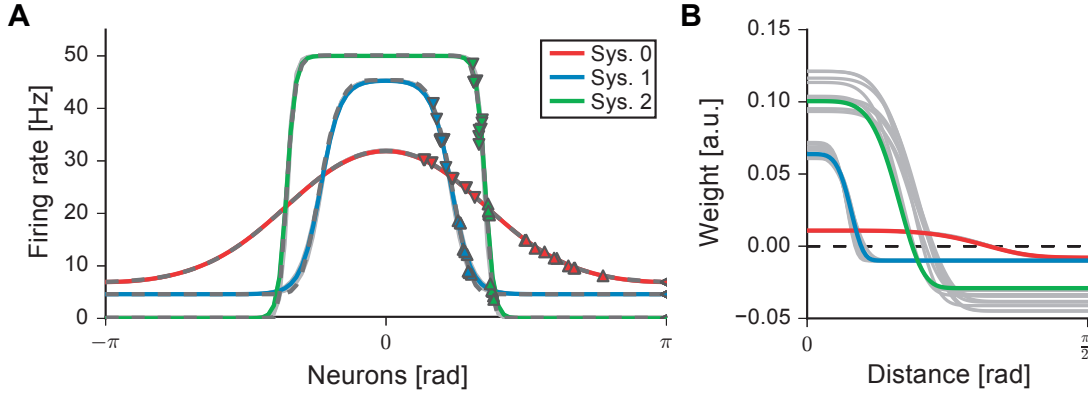 A
Firing rate [Hz]
50
40
30
20
10
0
−π
0
π
Neurons [rad]
Sys. 0
Sys. 1
Sys. 2
B
Weight [a.u.]
0.15
0.10
0.05
0.00
−0.05
0
π/2
Distance [rad]